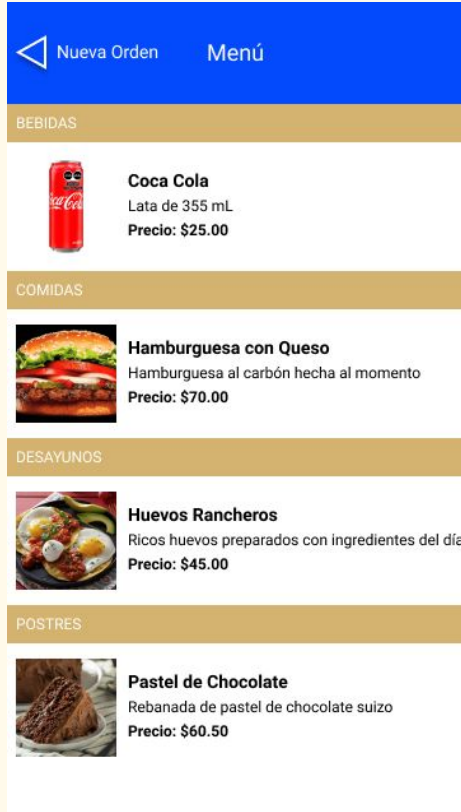 Nueva Orden
Menú
BEBIDAS
Coca Cola
Lata de 355 mL
Precio: $25.00
COMIDAS
Hamburguesa con Queso
Hamburguesa al carbón hecha al momento
Precio: $70.00
DESAYUNOS
Huevos Rancheros
Ricos huevos preparados con ingredientes del día
Precio: $45.00
POSTRES
Pastel de Chocolate
Rebanada de pastel de chocolate suizo
Precio: $60.50